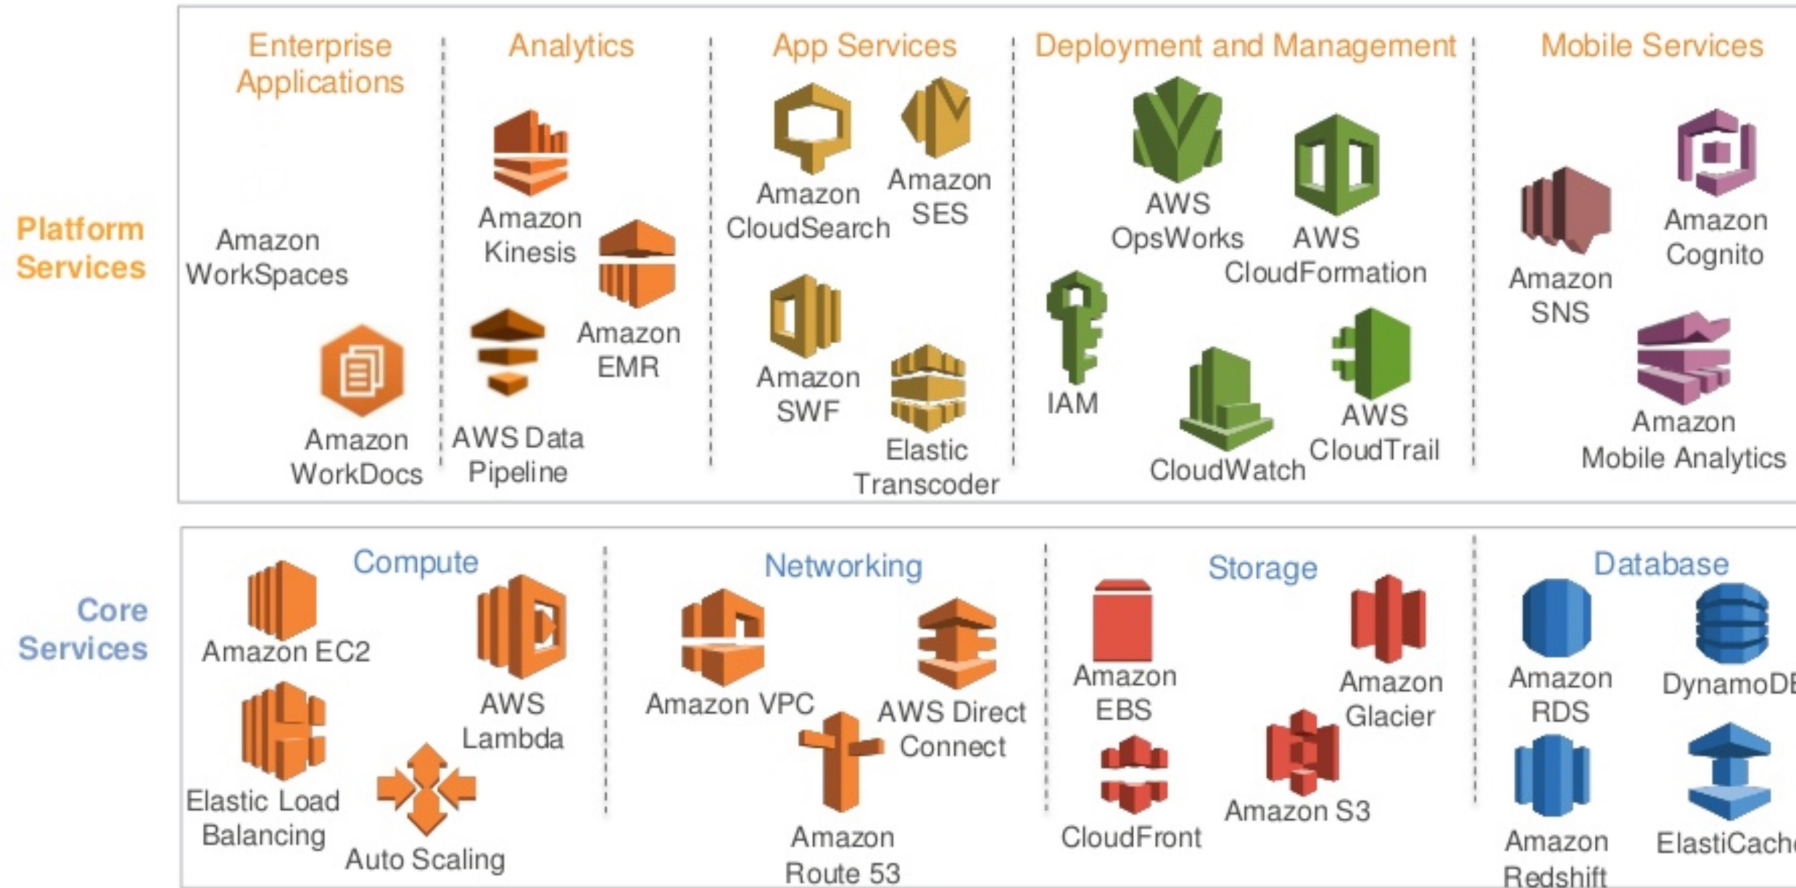 Platform
Services
Enterprise
Applications
Amazon
WorkSpaces
Amazon
WorkDocs
Analytics
Amazon
Kinesis
Amazon
EMR
AWS Data
Pipeline
App Services
Amazon
CloudSearch
Amazon
SES
Amazon
SWF
Elastic
Transcoder
Deployment and Management
AWS
OpsWorks
AWS
CloudFormation
IAM
CloudWatch
AWS
CloudTrail
Mobile Services
Amazon
SNS
Amazon
Cognito
Amazon
Mobile Analytics
Core
Services
Compute
Amazon EC2
AWS
Lambda
Elastic Load
Balancing
Auto Scaling
Networking
Amazon VPC
AWS Direct
Connect
Amazon
Route 53
Storage
Amazon
EBS
Amazon
Glacier
CloudFront
Amazon S3
Database
Amazon
RDS
DynamoDB
Amazon
Redshift
ElastiCache